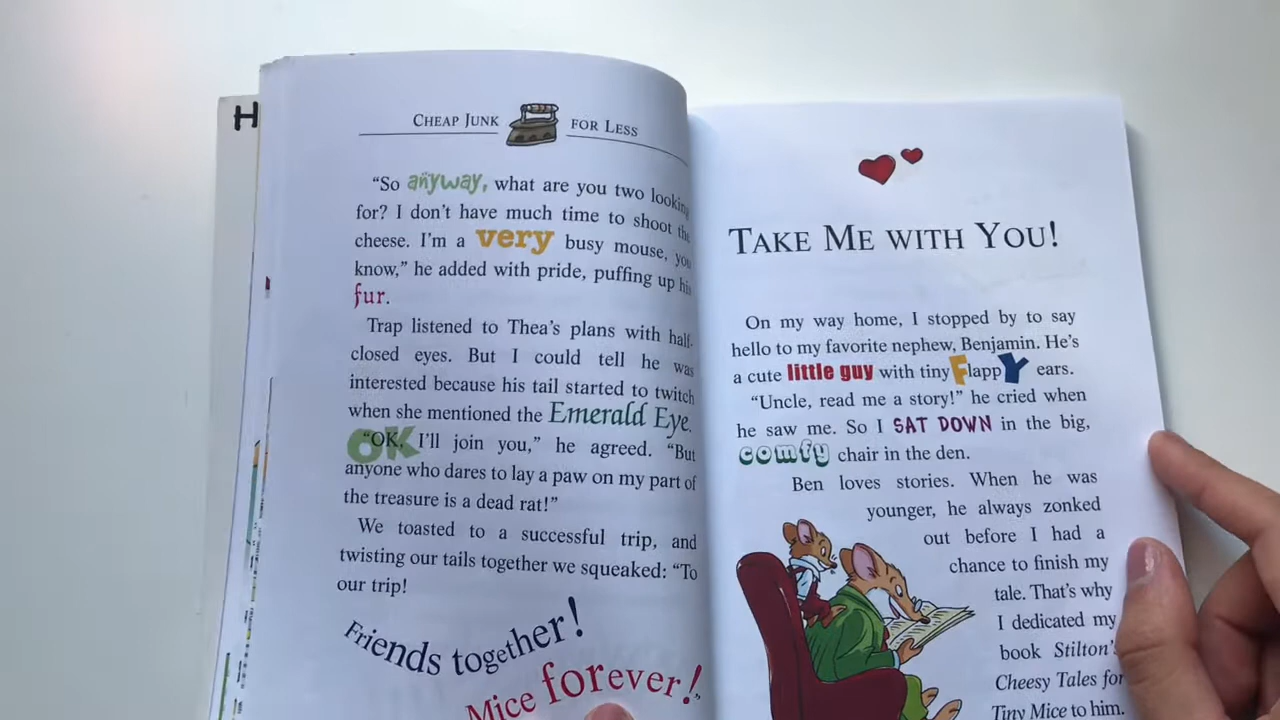 H
CHEAP JUNK FOR LESS
“So anyway, what are you two looking
for? I don’t have much time to shoot the
cheese. I’m a very busy mouse, you
know,” he added with pride, puffing up his
fur.
Trap listened to Thea’s plans with half-
closed eyes. But I could tell he was
interested because his tail started to twitch
when she mentioned the Emerald Eye.
“OK, I’ll join you,” he agreed. “But
anyone who dares to lay a paw on my part of
the treasure is a dead rat!”
We toasted to a successful trip, and
twisting our tails together we squeaked: “To
our trip!
Friends together!
Mice forever!”
TAKE ME WITH YOU!
On my way home, I stopped by to say
hello to my favorite nephew, Benjamin. He’s
a cute little guy with tiny FlappY ears.
“Uncle, read me a story!” he cried when
he saw me. So I SAT DOWN in the big,
comfy chair in the den.
Ben loves stories. When he was
younger, he always zonked
out before I had a
chance to finish my
tale. That’s why
I dedicated my
book Stilton’s
Cheesy Tales for
Tiny Mice to him.